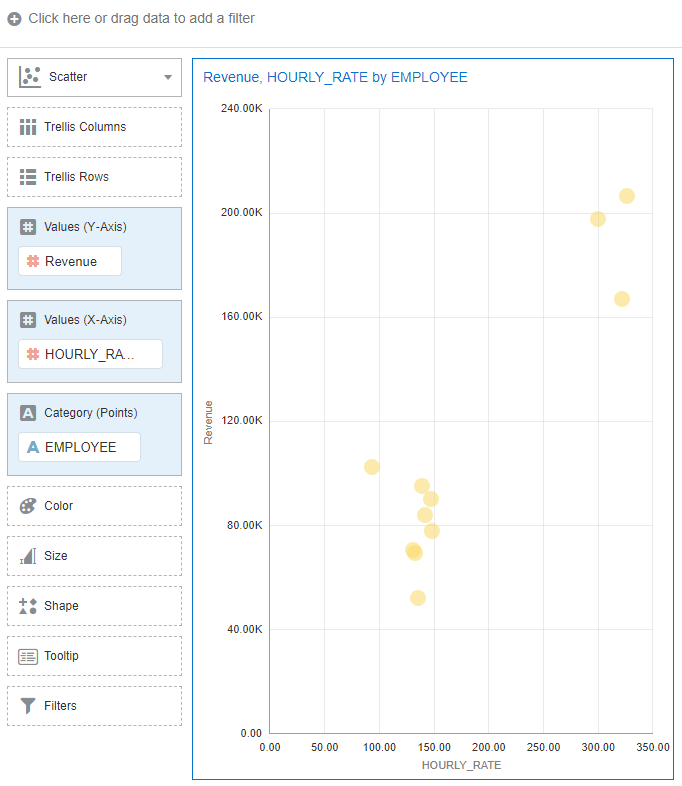 Click here or drag data to add a filter
Scatter
Trellis Columns
Trellis Rows
Values (Y-Axis)
Revenue
Values (X-Axis)
HOURLY_RA...
Category (Points)
A EMPLOYEE
Color
Size
Shape
Tooltip
Filters
Revenue, HOURLY_RATE by EMPLOYEE
240.00K
200.00K
160.00K
120.00K
80.00K
40.00K
0.00
Revenue
0.00 50.00 100.00 150.00 200.00 250.00 300.00 350.00
HOURLY_RATE